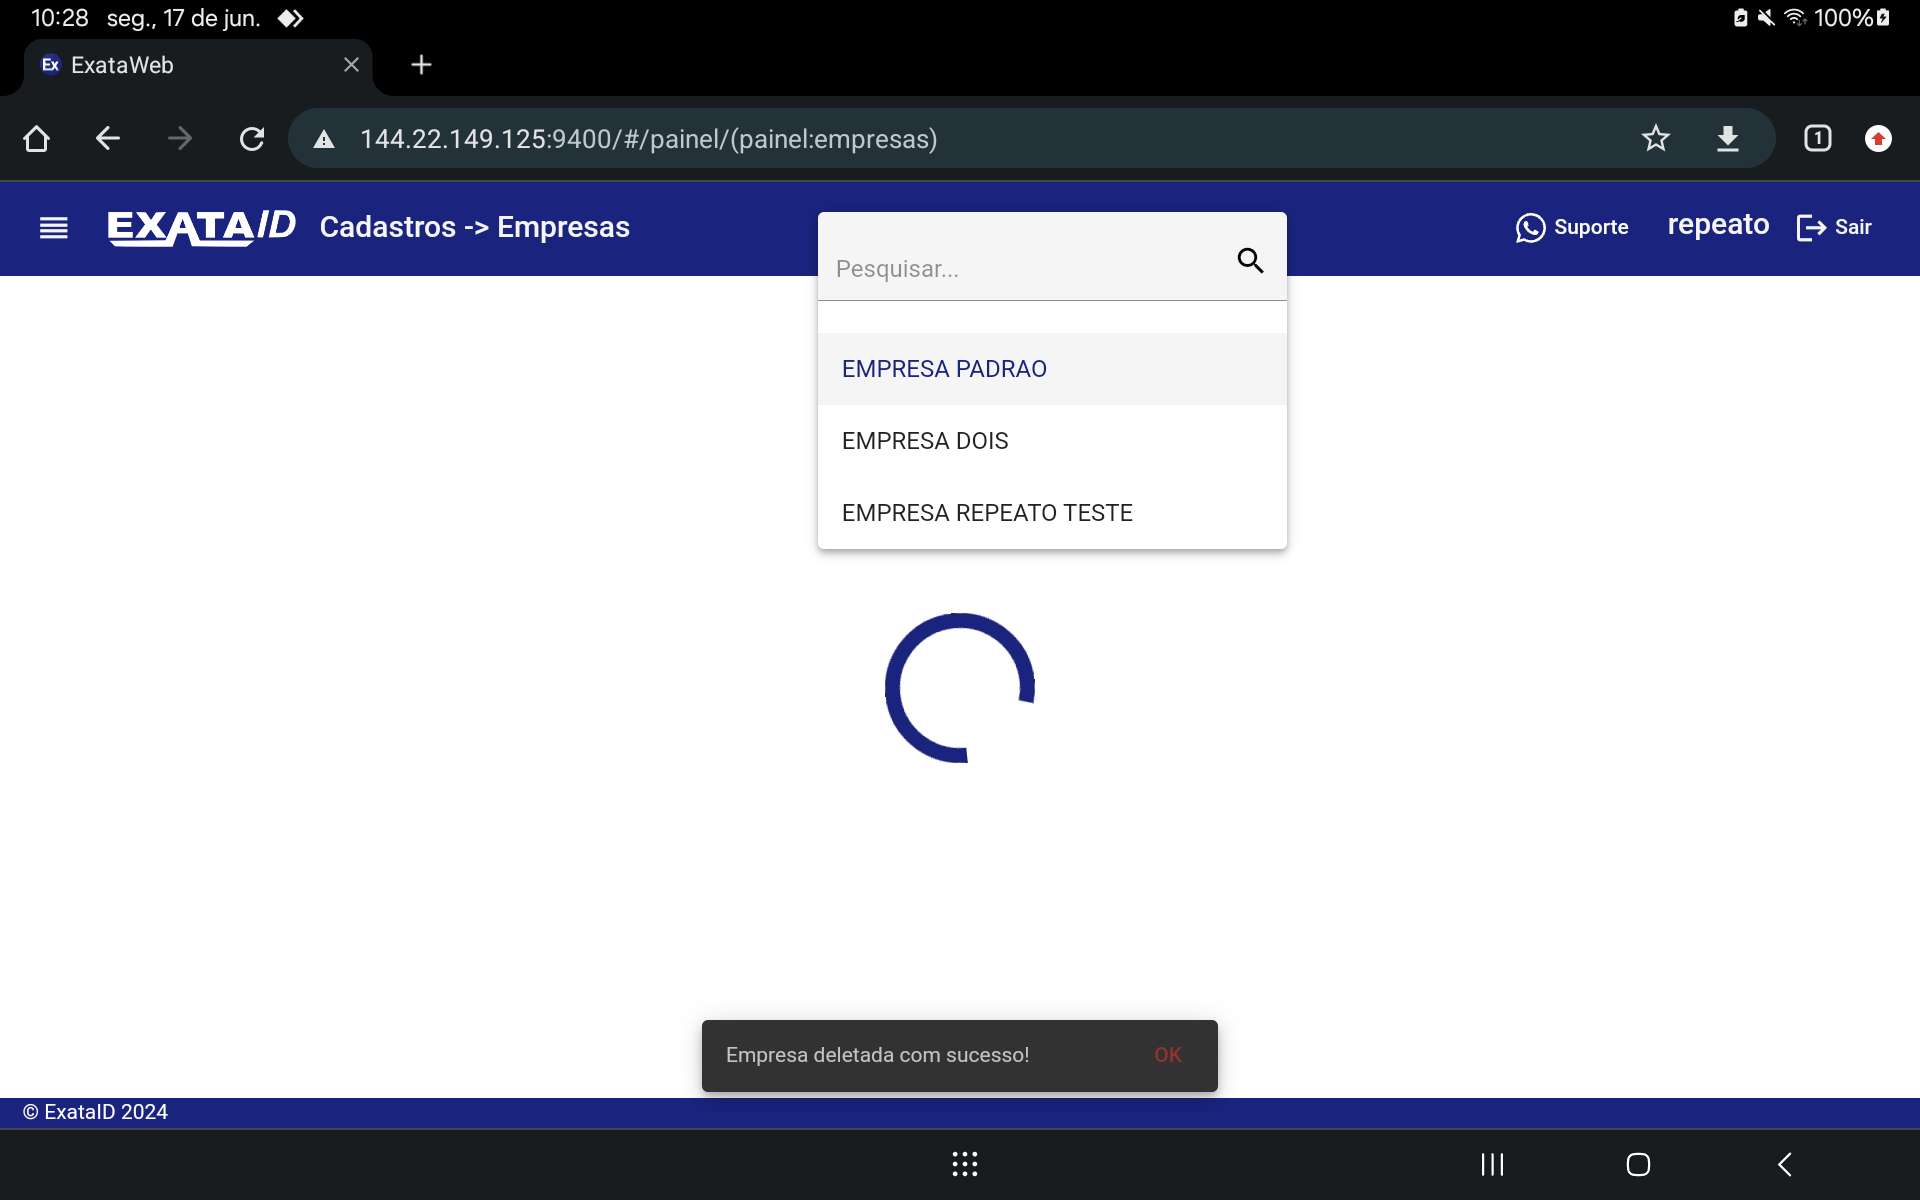 10:28 seg., 17 de jun. 100%
Ex ExataWeb
144.22.149.125:9400/#/painel/(painel:empresas) 1
EXATAID Cadastros -> Empresas Suporte repeato Sair
Pesquisar...
EMPRESA PADRAO
EMPRESA DOIS
EMPRESA REPEATO TESTE
Empresa deletada com sucesso! OK
© ExataID 2024